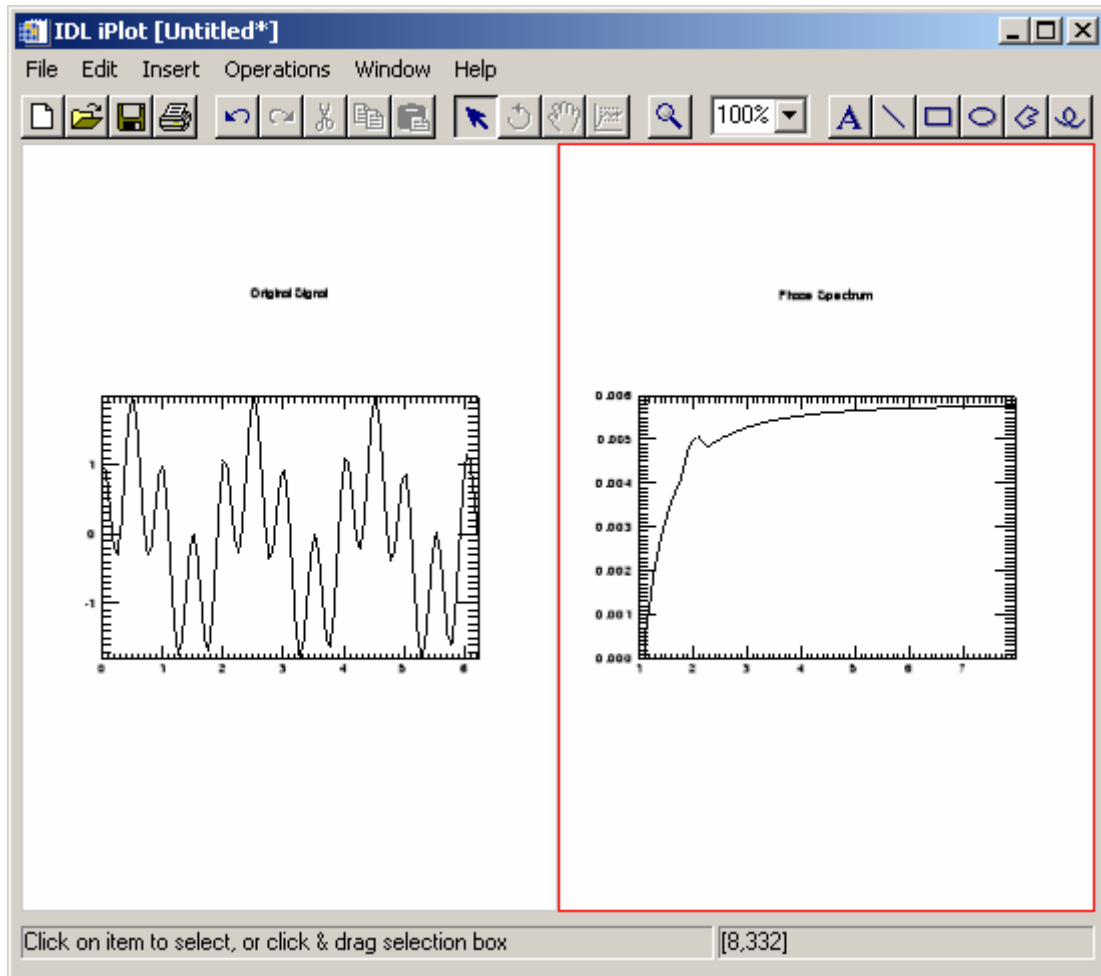 IDL iPlot [Untitled*]
File Edit Insert Operations Window Help
100%
A
Original Signal
Phase Spectrum
1
0
-1
0 1 2 3 4 5 6
0.006
0.005
0.004
0.003
0.002
0.001
0.000
1 2 3 4 5 6 7
Click on item to select, or click & drag selection box
[8,332]